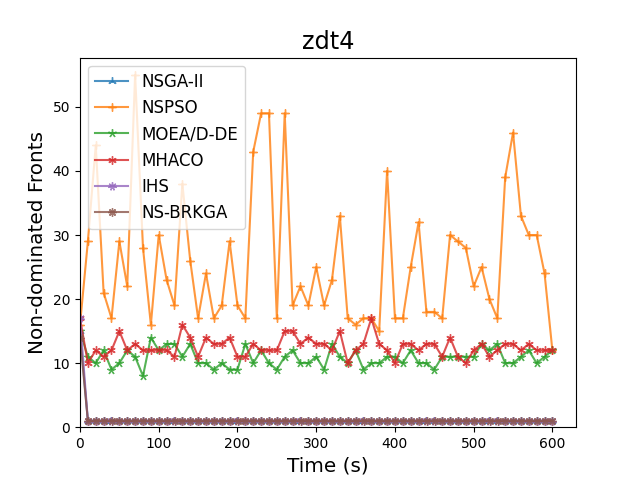 zdt4
Non-dominated Fronts
50
40
30
20
10
0
NSGA-II
NSPSO
MOEA/D-DE
MHACO
IHS
NS-BRKGA
0 100 200 300 400 500 600
Time (s)